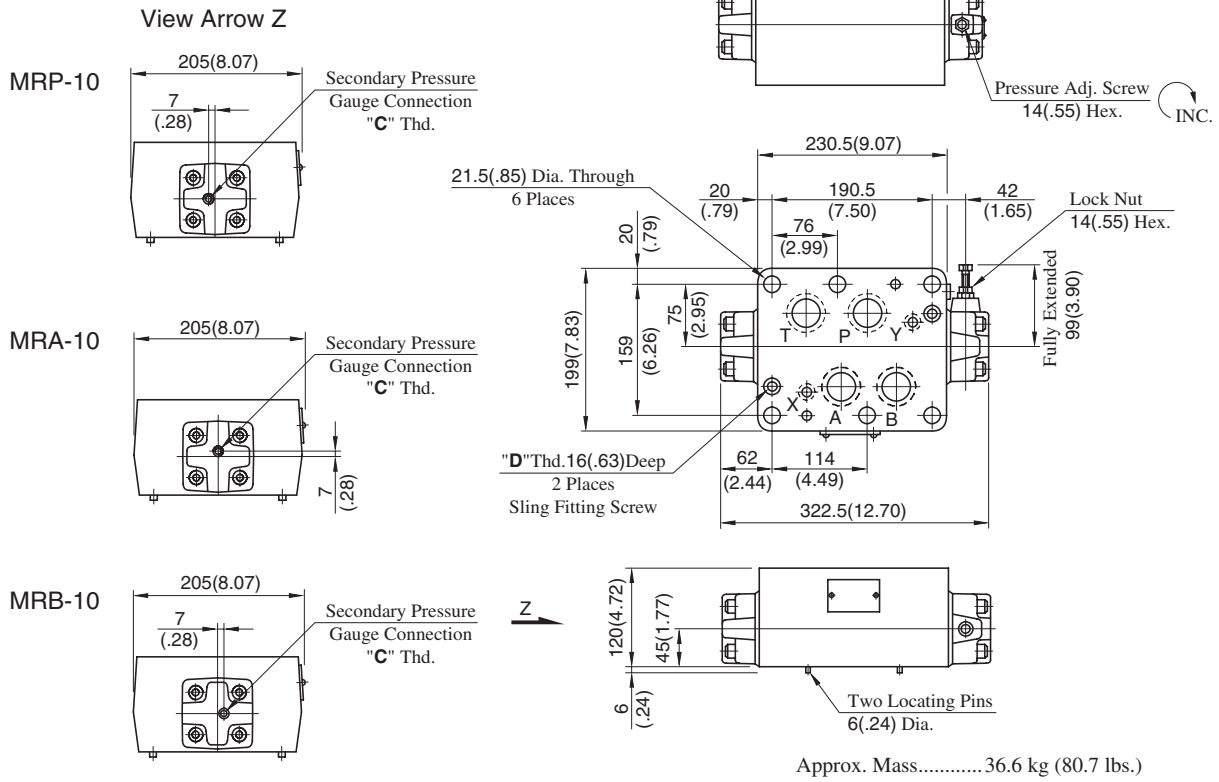 View Arrow Z
MRP-10
205(8.07)
7
(.28)
Secondary Pressure
Gauge Connection
"C" Thd.
MRA-10
205(8.07)
Secondary Pressure
Gauge Connection
"C" Thd.
7
(.28)
MRB-10
205(8.07)
7
(.28)
Secondary Pressure
Gauge Connection
"C" Thd.
Pressure Adj. Screw
14(.55) Hex.
INC.
230.5(9.07)
21.5(.85) Dia. Through
6 Places
20
(.79)
190.5
(7.50)
42
(1.65)
Lock Nut
14(.55) Hex.
76
(2.99)
20
(.79)
75
(2.95)
199(7.83)
159
(6.26)
Fully Extended
99(3.90)
T
P
Y
X
A
B
"D"Thd.16(.63)Deep
2 Places
Sling Fitting Screw
62
(2.44)
114
(4.49)
322.5(12.70)
Z
120(4.72)
45(1.77)
6
(.24)
Two Locating Pins
6(.24) Dia.
Approx. Mass............36.6 kg (80.7 lbs.)